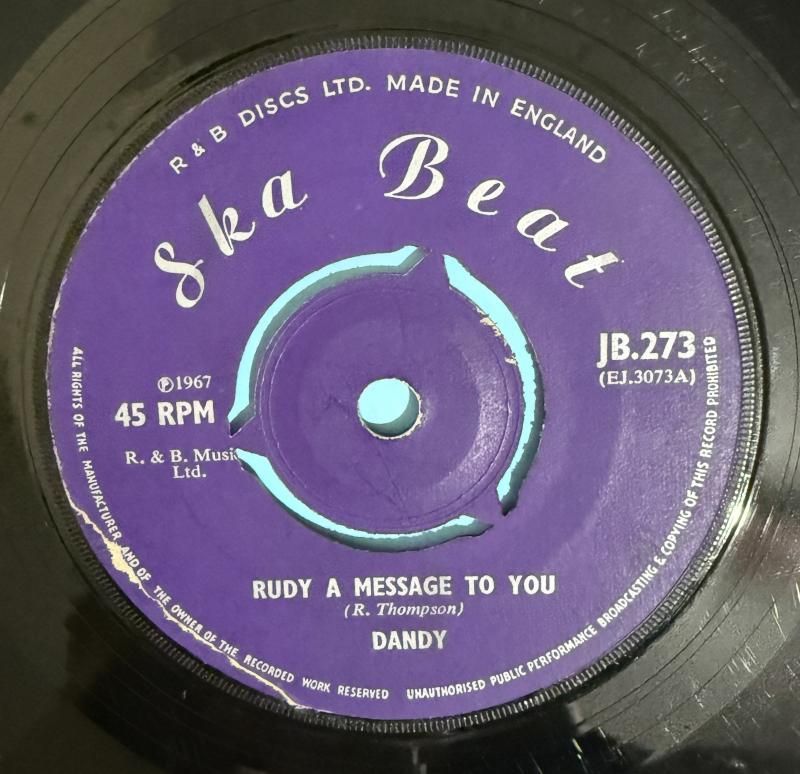 R & B DISCS LTD. MADE IN ENGLAND
Ska Beat
JB.273
(EJ.3073A)
℗1967
45 RPM
R. & B. Music
Ltd.
RUDY A MESSAGE TO YOU
(R. Thompson)
DANDY
ALL RIGHTS OF THE MANUFACTURER AND OF THE OWNER OF THE RECORDED WORK RESERVED UNAUTHORISED PUBLIC PERFORMANCE BROADCASTING & COPYING OF THIS RECORD PROHIBITED